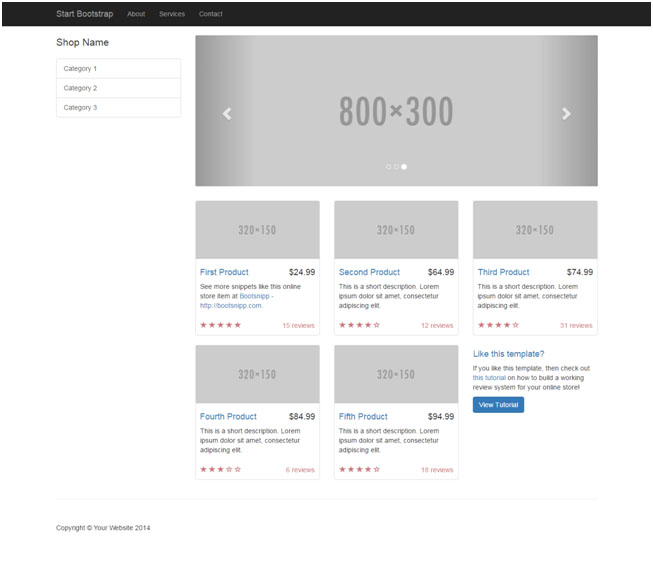 Start Bootstrap About Services Contact
Shop Name
Category 1
Category 2
Category 3
800×300
320×150
First Product $24.99
See more snippets like this online
store item at Bootsnipp -
http://bootsnipp.com.
15 reviews
320×150
Second Product $64.99
This is a short description. Lorem
ipsum dolor sit amet, consectetur
adipiscing elit.
12 reviews
320×150
Third Product $74.99
This is a short description. Lorem
ipsum dolor sit amet, consectetur
adipiscing elit.
31 reviews
320×150
Fourth Product $84.99
This is a short description. Lorem
ipsum dolor sit amet, consectetur
adipiscing elit.
6 reviews
320×150
Fifth Product $94.99
This is a short description. Lorem
ipsum dolor sit amet, consectetur
adipiscing elit.
18 reviews
Like this template?
If you like this template, then check out
this tutorial on how to build a working
review system for your online store!
View Tutorial
Copyright © Your Website 2014